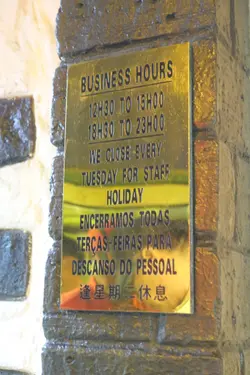 BUSINESS HOURS
12H30 TO 15H00
18H30 TO 23H00
WE CLOSE EVERY
TUESDAY FOR STAFF
HOLIDAY
ENCERRAMOS TODAS
TERÇAS-FEIRAS PARA
DESCANSO DO PESSOAL
逢星期二休息